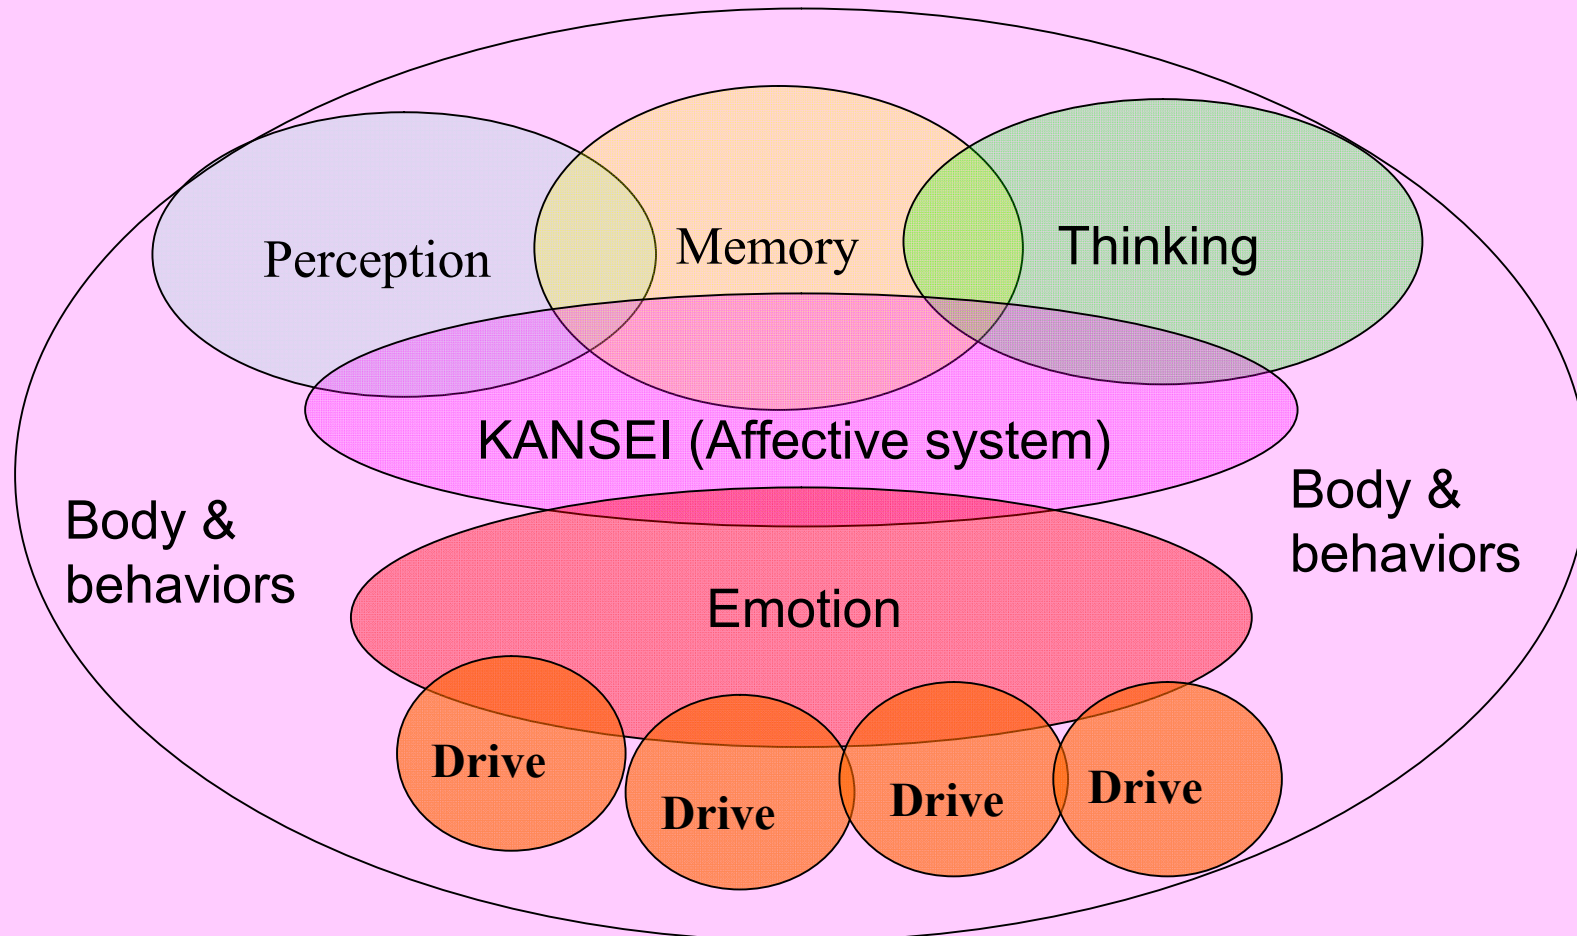 Perception
Memory
Thinking
KANSEI (Affective system)
Body &
behaviors
Body &
behaviors
Emotion
Drive
Drive
Drive
Drive